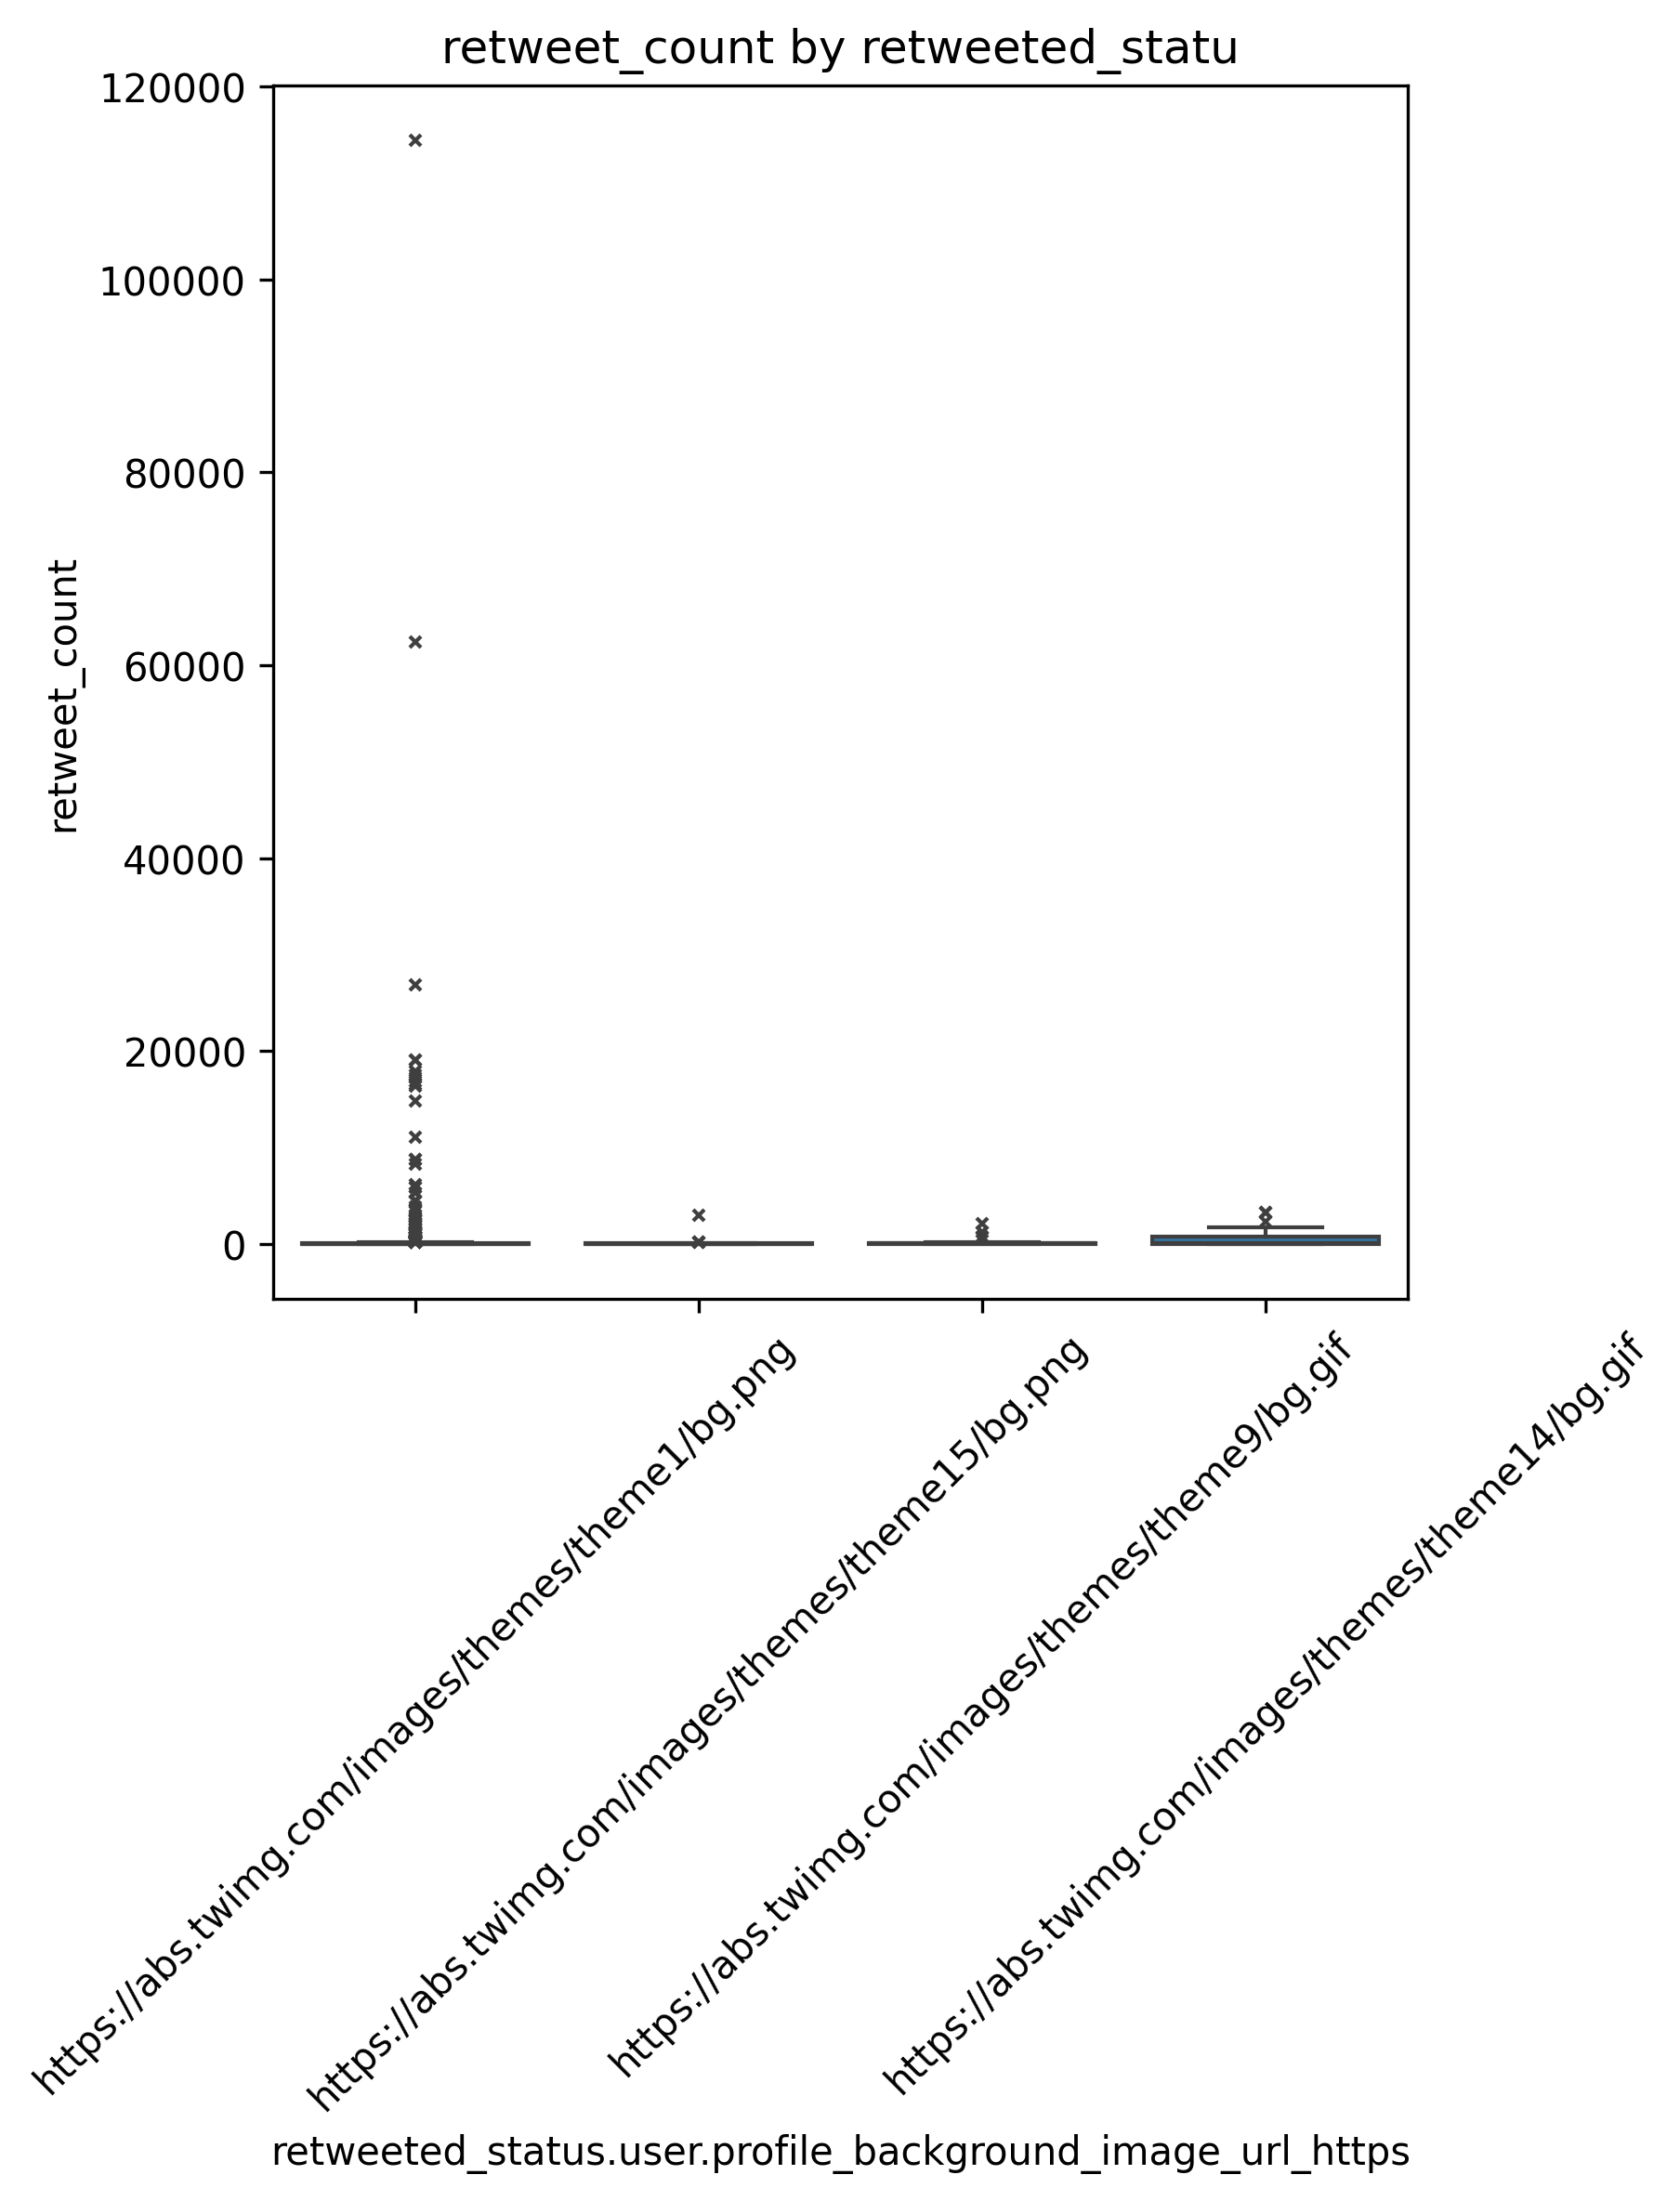 retweet_count by retweeted_statu
120000
100000
80000
60000
40000
20000
0
retweet_count
https://abs.twimg.com/images/themes/theme1/bg.png
https://abs.twimg.com/images/themes/theme15/bg.png
https://abs.twimg.com/images/themes/theme9/bg.gif
https://abs.twimg.com/images/themes/theme14/bg.gif
retweeted_status.user.profile_background_image_url_https